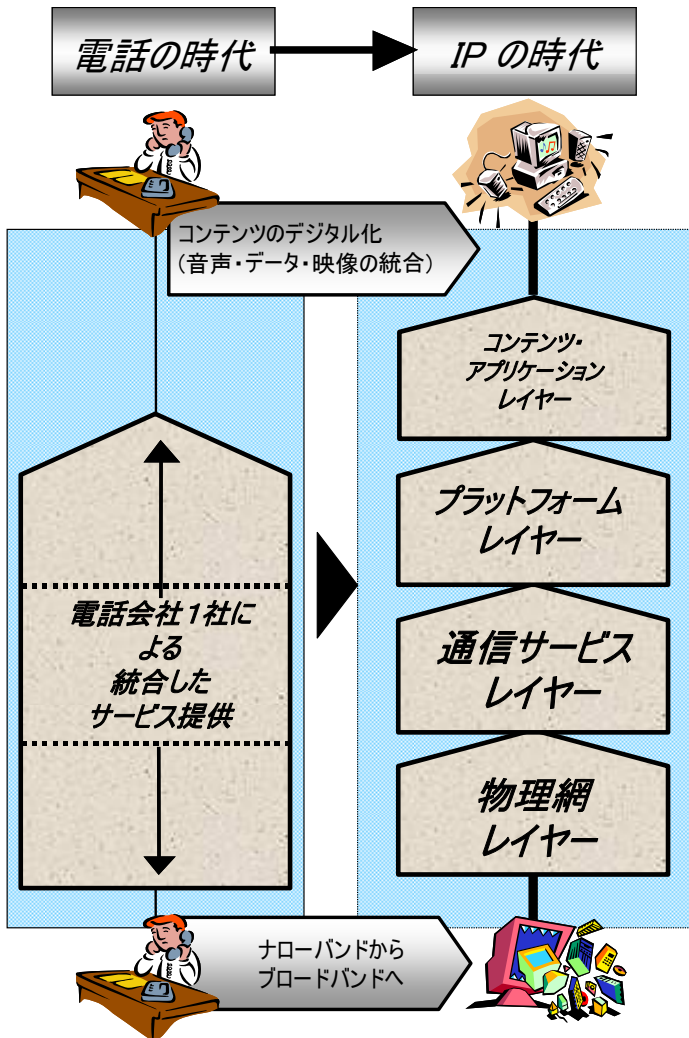 電話の時代
IP の時代
コンテンツのデジタル化
(音声・データ・映像の統合)
コンテンツ・
アプリケーション
レイヤー
プラットフォーム
レイヤー
電話会社1社に
よる
統合した
サービス提供
通信サービス
レイヤー
物理網
レイヤー
ナローバンドから
ブロードバンドへ